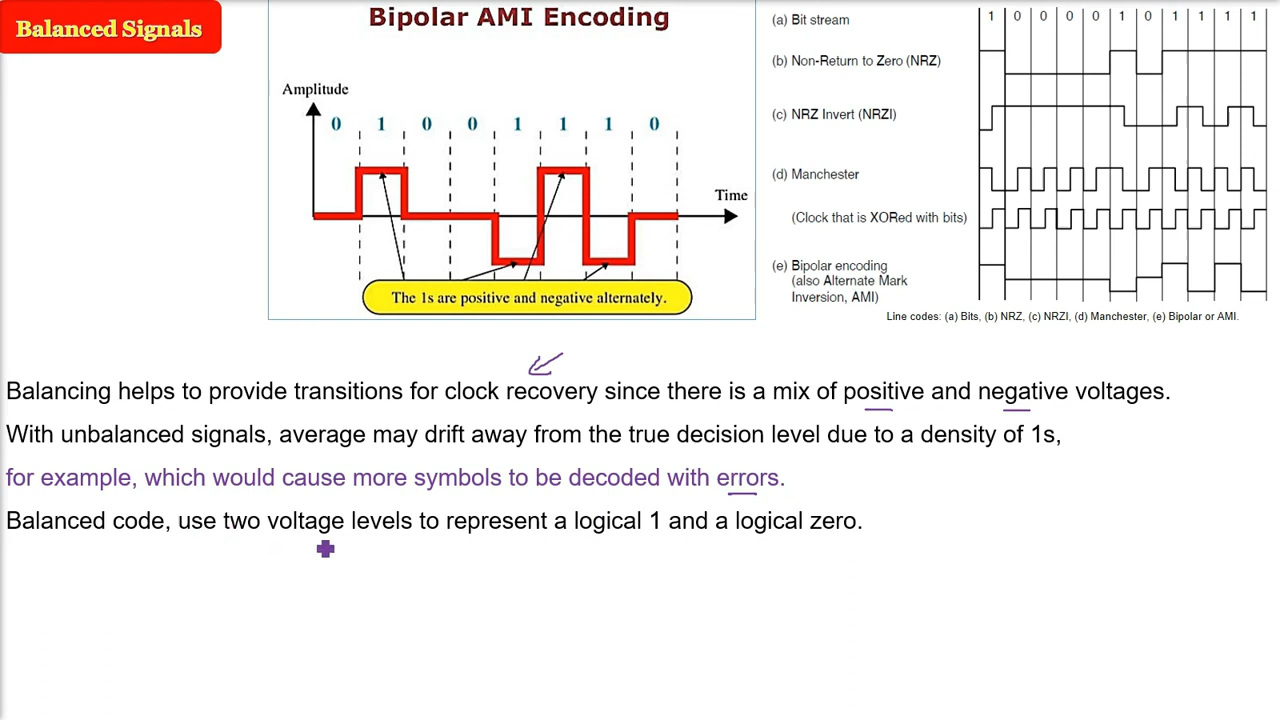 Balanced Signals
Bipolar AMI Encoding
Amplitude
0 1 0 0 1 1 1 0
Time
The 1s are positive and negative alternately.
(a) Bit stream
1 0 0 0 0 1 0 1 1 1 1
(b) Non-Return to Zero (NRZ)
(c) NRZ Invert (NRZI)
(d) Manchester
(Clock that is XORed with bits)
(e) Bipolar encoding
(also Alternate Mark
Inversion, AMI)
Line codes: (a) Bits, (b) NRZ, (c) NRZI, (d) Manchester, (e) Bipolar or AMI.
Balancing helps to provide transitions for clock recovery since there is a mix of positive and negative voltages.
With unbalanced signals, average may drift away from the true decision level due to a density of 1s,
for example, which would cause more symbols to be decoded with errors.
Balanced code, use two voltage levels to represent a logical 1 and a logical zero.